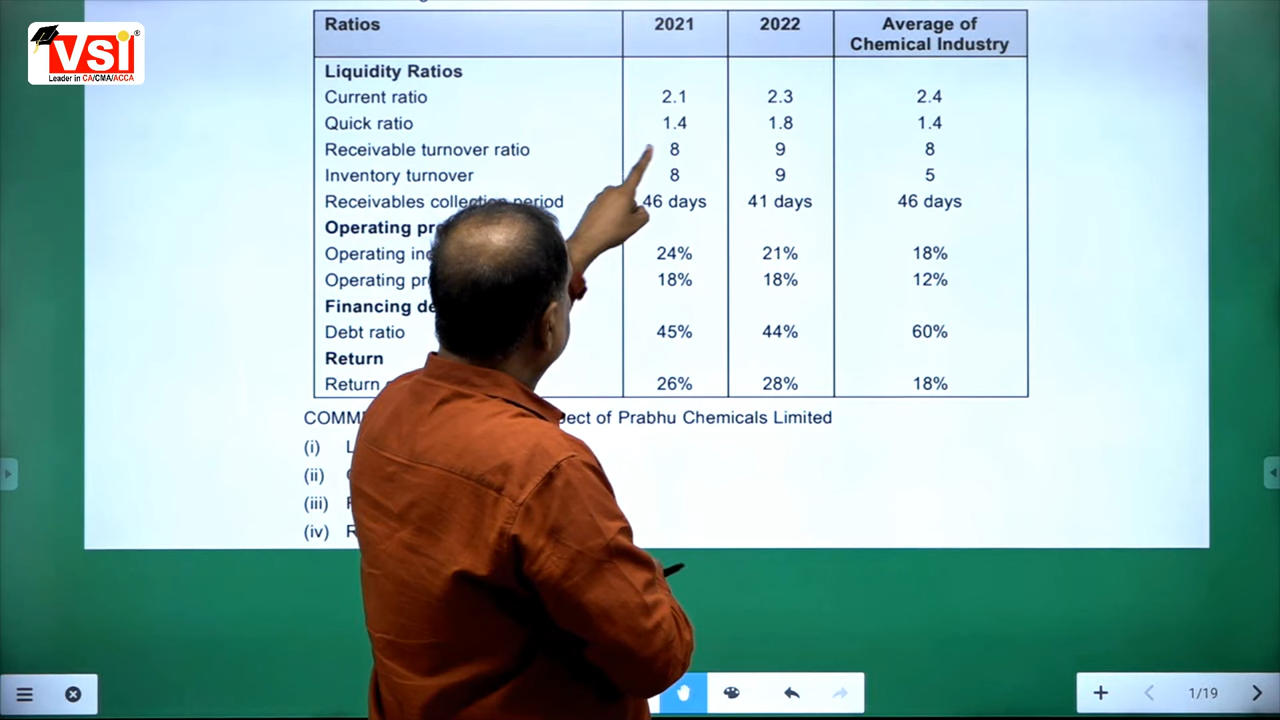 VSI
Leader in CA/CMA/ACCA
Ratios 2021 2022 Average of Chemical Industry
Liquidity Ratios
Current ratio 2.1 2.3 2.4
Quick ratio 1.4 1.8 1.4
Receivable turnover ratio 8 9 8
Inventory turnover 8 9 5
Receivables collection period 46 days 41 days 46 days
Operating
Operating 24% 21% 18%
Operating 18% 18% 12%
Financing
Debt ratio 45% 44% 60%
Return
Return 26% 28% 18%
of Prabhu Chemicals Limited
(i)
(ii)
(iii)
(iv)
1/19